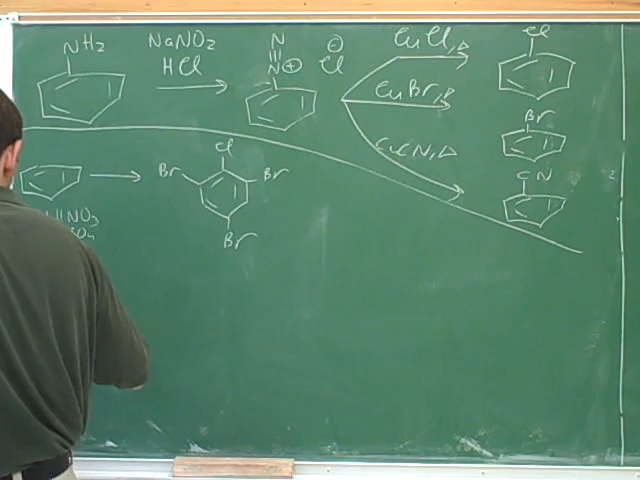 NH2
NaNO2
HCl
N
N⊕
⊖
Cl
CuCl, Δ
Cl
CuBr, Δ
Br
CuCN, Δ
CN
Cl
Br
Br
Br
HNO3